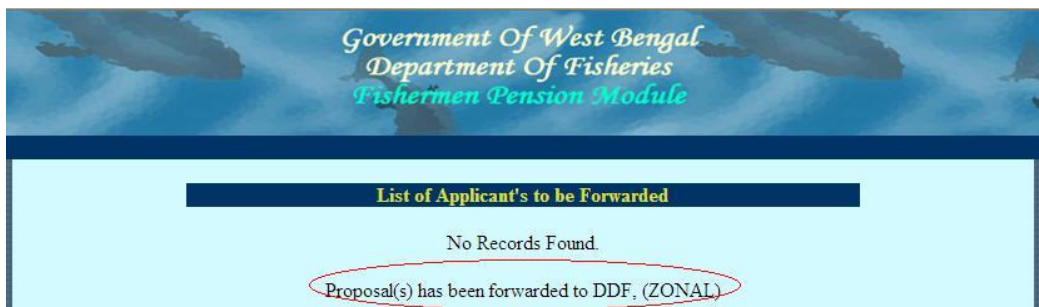 Government Of West Bengal
Department Of Fisheries
Fishermen Pension Module
List of Applicant's to be Forwarded
No Records Found.
Proposal(s) has been forwarded to DDF, (ZONAL)